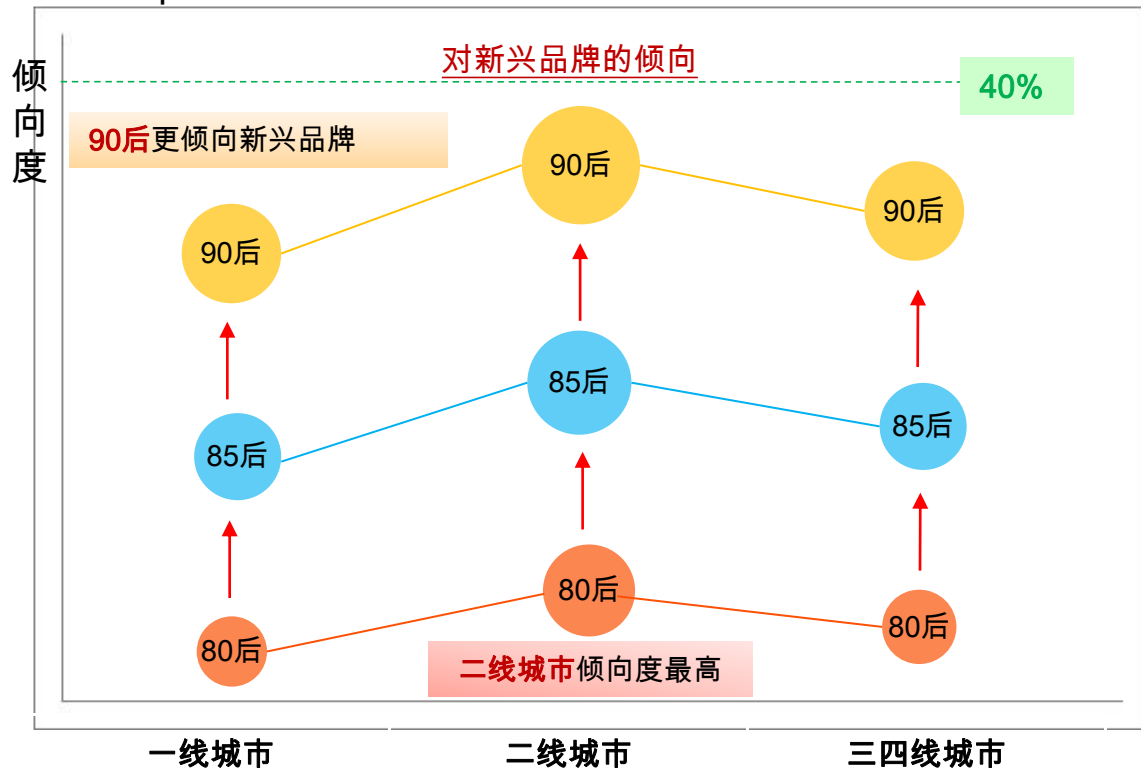 对新兴品牌的倾向
倾向度
40%
90后更倾向新兴品牌
90后
90后
90后
85后
85后
85后
80后
80后
80后
二线城市倾向度最高
一线城市
二线城市
三四线城市